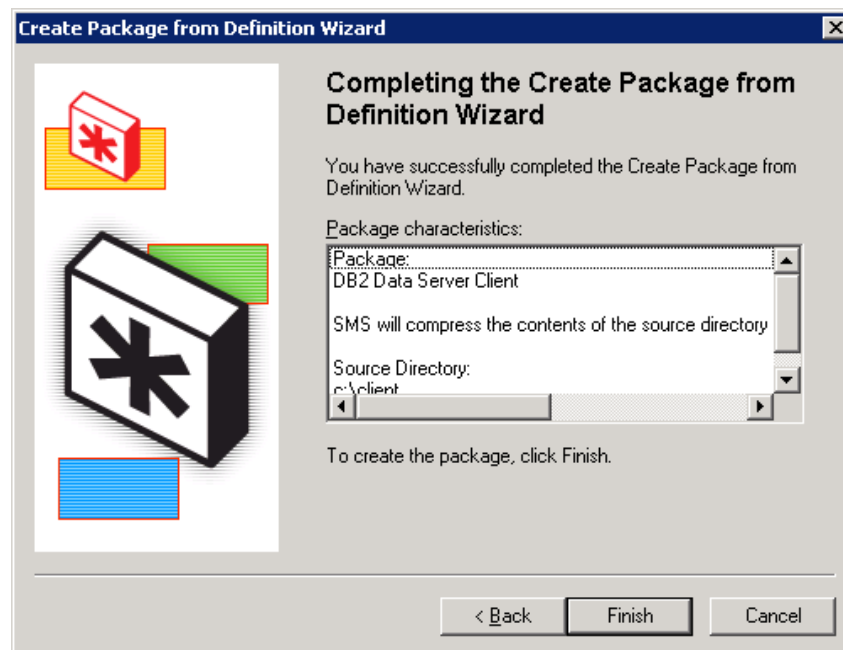 Create Package from Definition Wizard
Completing the Create Package from
Definition Wizard
You have successfully completed the Create Package from
Definition Wizard.
Package characteristics:
Package:
DB2 Data Server Client
SMS will compress the contents of the source directory
Source Directory:
c:\client
To create the package, click Finish.
< Back
Finish
Cancel